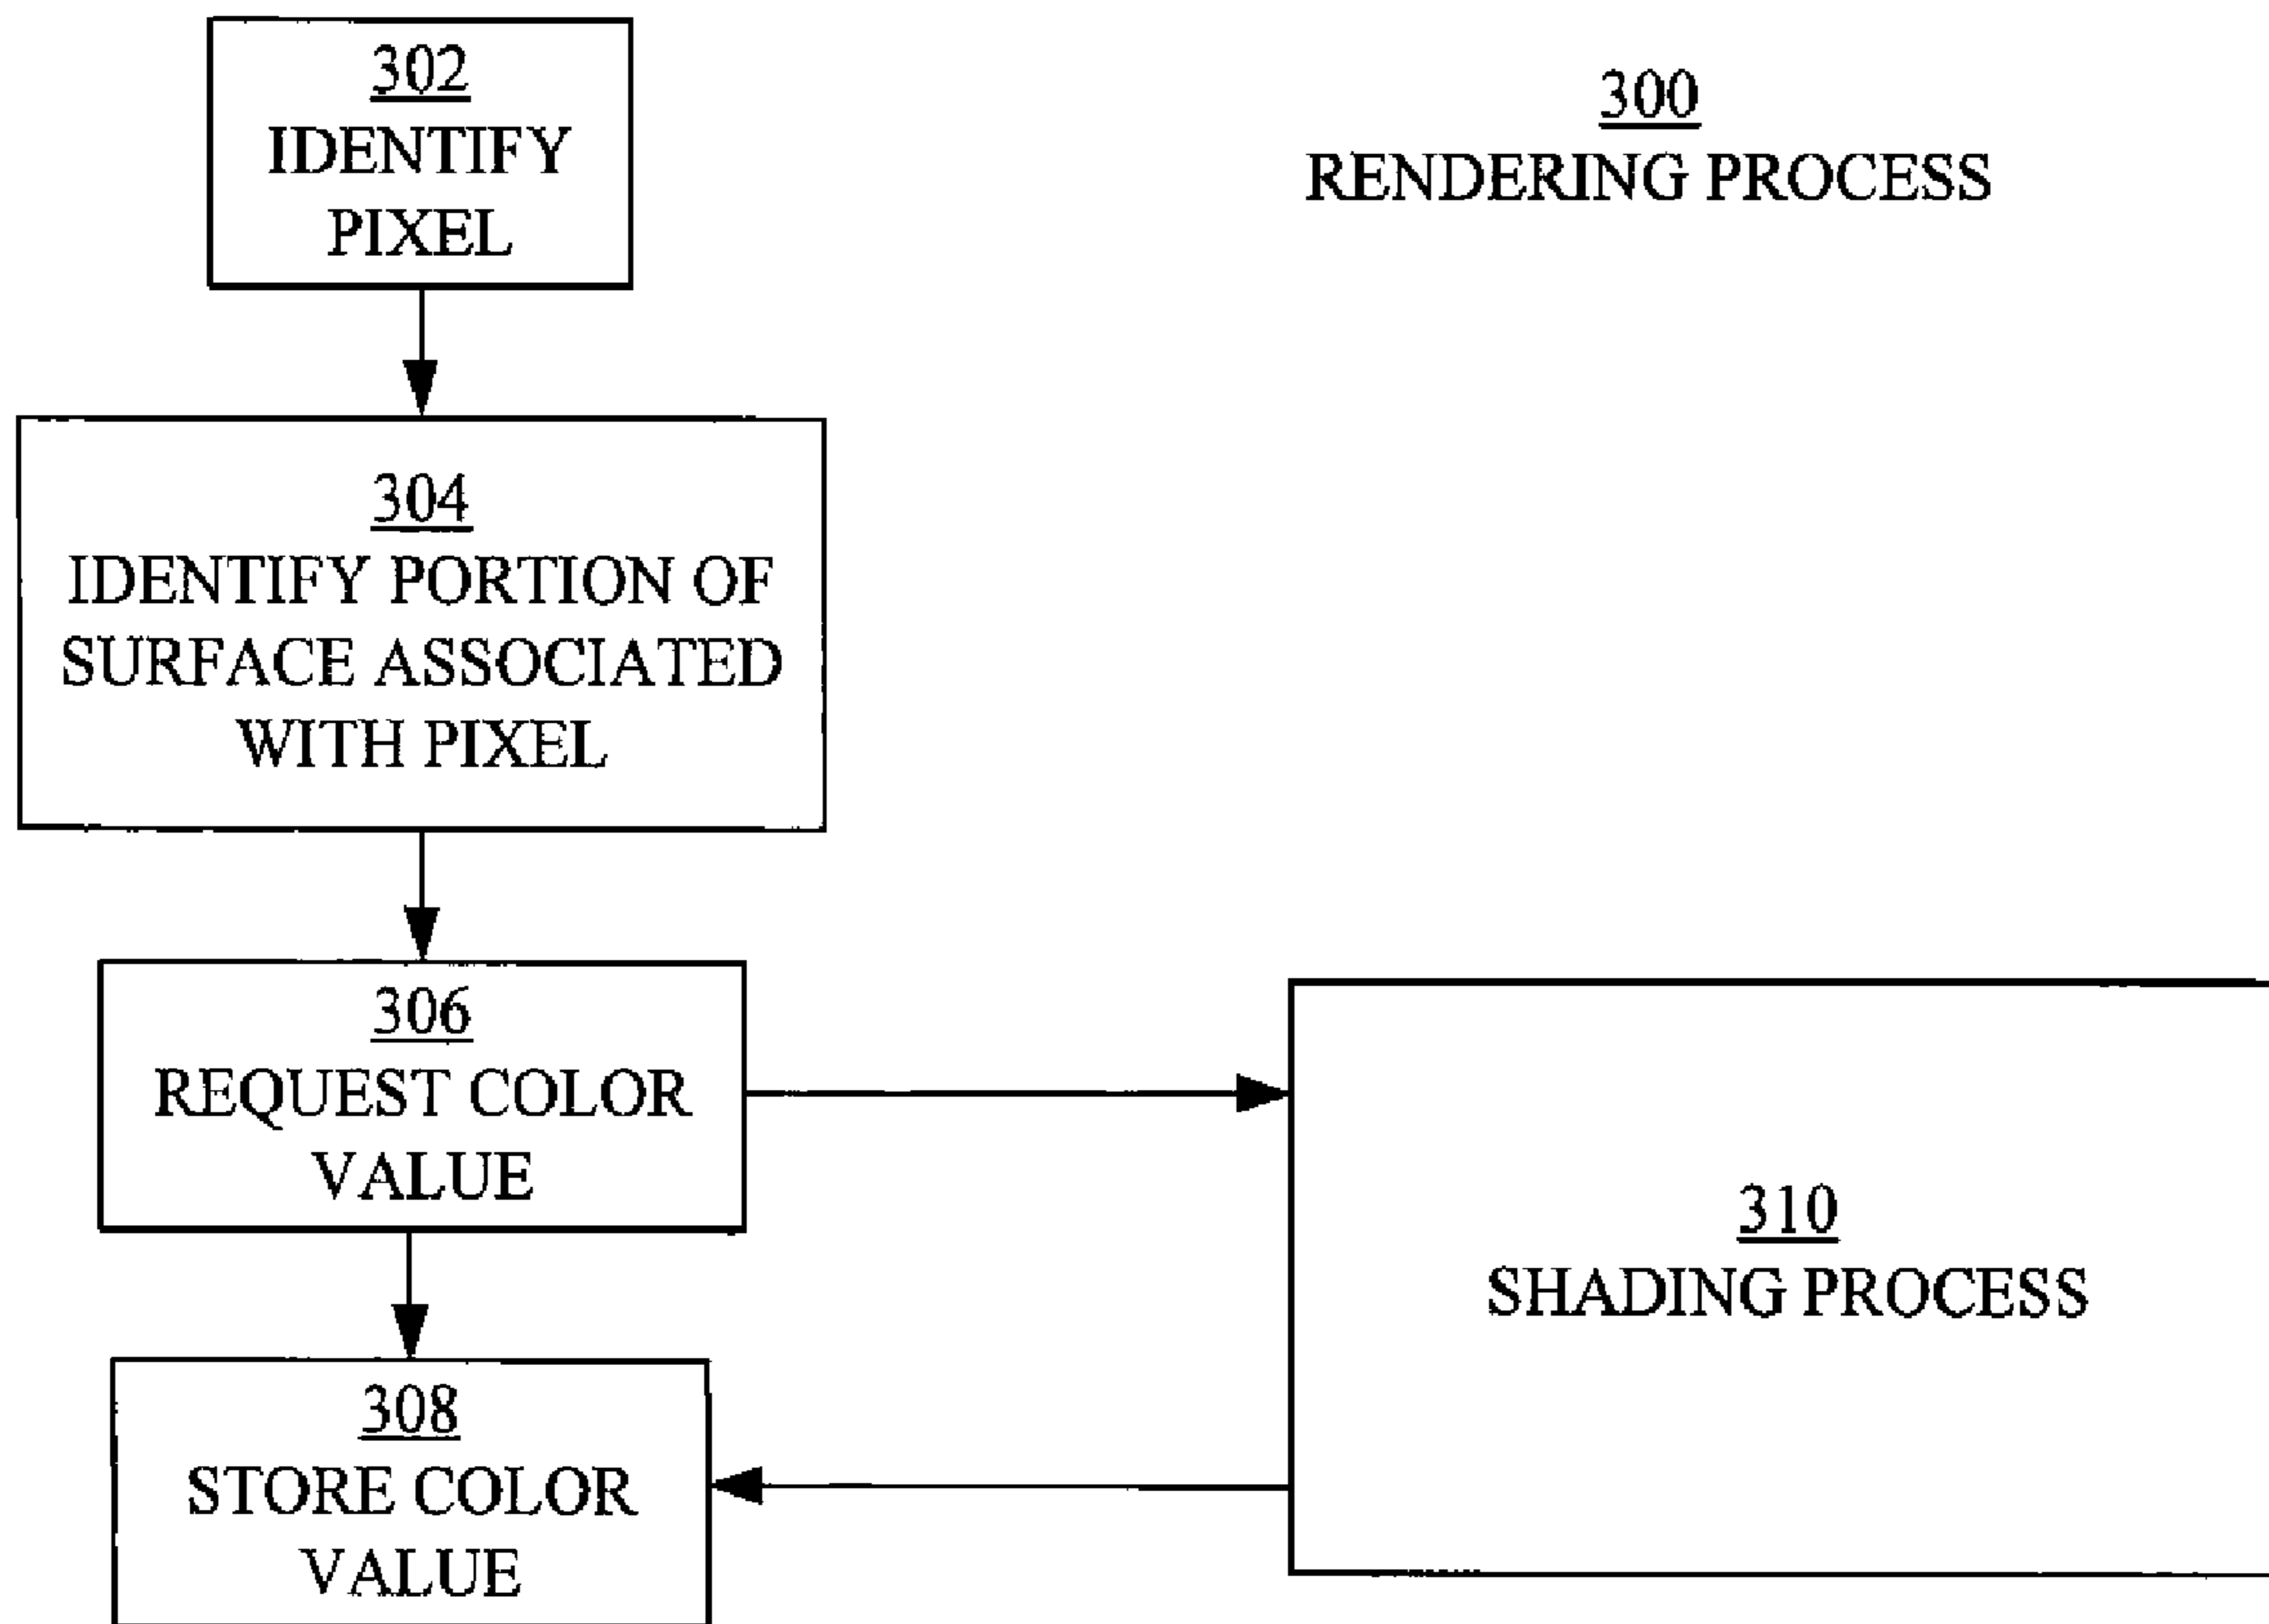 302
IDENTIFY
PIXEL
300
RENDERING PROCESS
304
IDENTIFY PORTION OF
SURFACE ASSOCIATED
WITH PIXEL
306
REQUEST COLOR
VALUE
310
SHADING PROCESS
308
STORE COLOR
VALUE